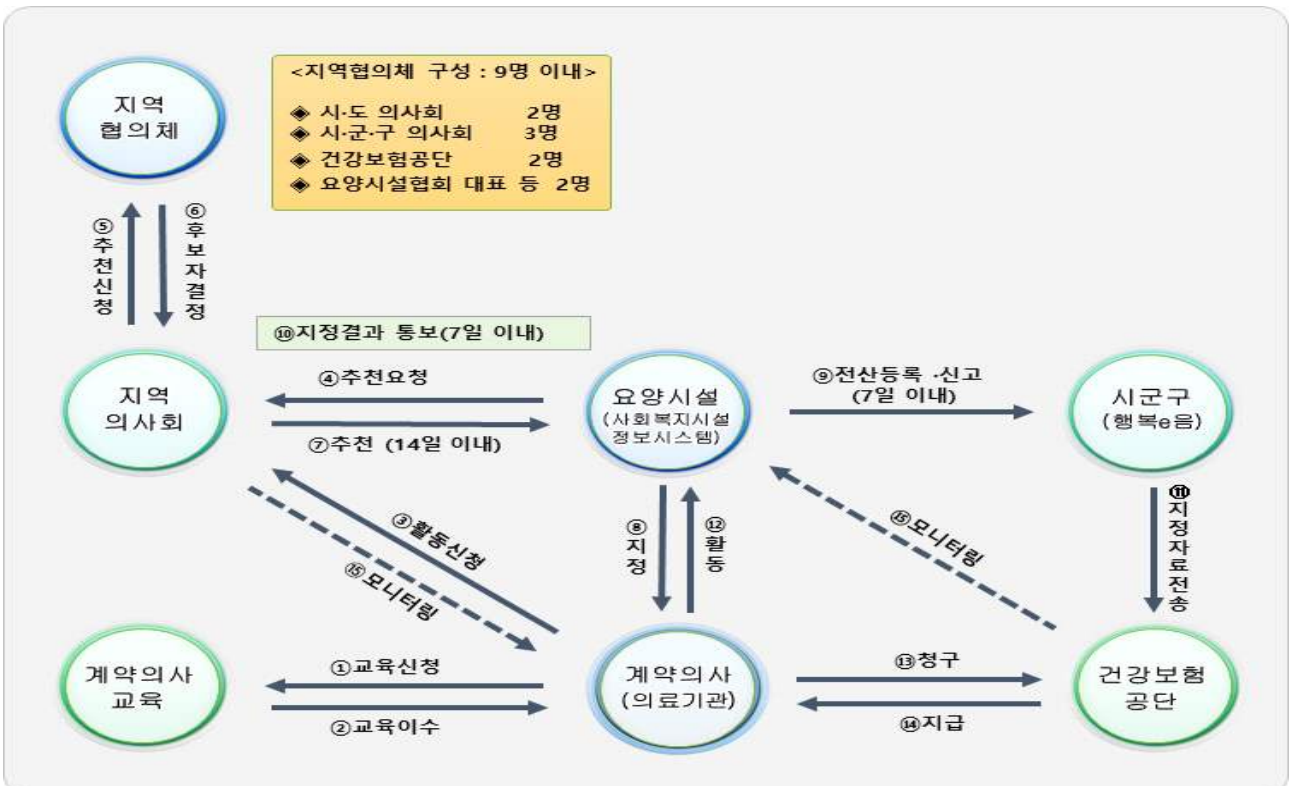 <지역협의체 구성 : 9명 이내>
◈ 시·도 의사회 2명
◈ 시·군·구 의사회 3명
◈ 건강보험공단 2명
◈ 요양시설협회 대표 등 2명
지역
협의체
⑤추천신청
⑥후보자결정
⑩지정결과 통보(7일 이내)
지역
의사회
④추천요청
⑦추천 (14일 이내)
요양시설
(사회복지시설
정보시스템)
⑨전산등록 ·신고
(7일 이내)
시군구
(행복e음)
③활동신청
⑮모니터링
⑧지정
⑫활동
⑮모니터링
⑪지정자료전송
계약의사
교육
①교육신청
②교육이수
계약의사
(의료기관)
⑬청구
⑭지급
건강보험
공단